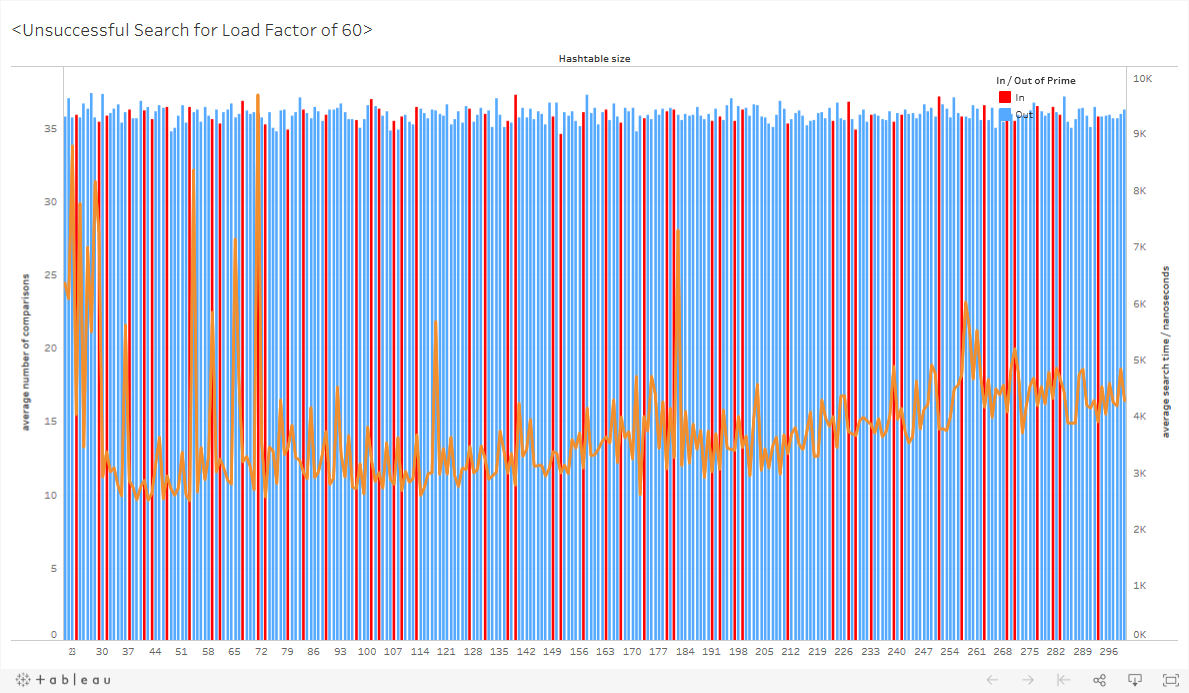 <Unsuccessful Search for Load Factor of 60>
Hashtable size
In / Out of Prime
In
Out
average number of comparisons
35
30
25
20
15
10
5
0
10K
9K
8K
7K
6K
5K
4K
3K
2K
1K
0K
average search time / nanoseconds
23 30 37 44 51 58 65 72 79 86 93 100 107 114 121 128 135 142 149 156 163 170 177 184 191 198 205 212 219 226 233 240 247 254 261 268 275 282 289 296
+ a b l e a u